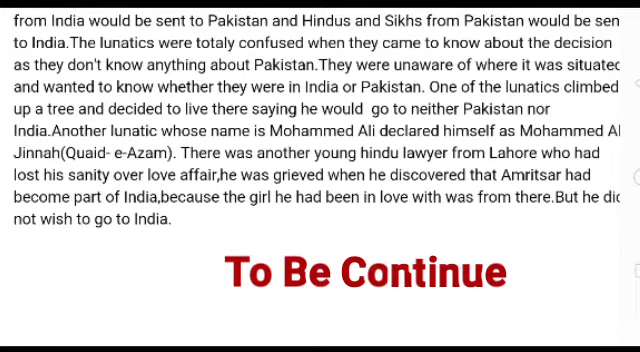 from India would be sent to Pakistan and Hindus and Sikhs from Pakistan would be sen
to India.The lunatics were totaly confused when they came to know about the decision
as they don't know anything about Pakistan.They were unaware of where it was situated
and wanted to know whether they were in India or Pakistan. One of the lunatics climbed
up a tree and decided to live there saying he would go to neither Pakistan nor
India.Another lunatic whose name is Mohammed Ali declared himself as Mohammed Al
Jinnah(Quaid- e-Azam). There was another young hindu lawyer from Lahore who had
lost his sanity over love affair,he was grieved when he discovered that Amritsar had
become part of India,because the girl he had been in love with was from there.But he did
not wish to go to India.
To Be Continue